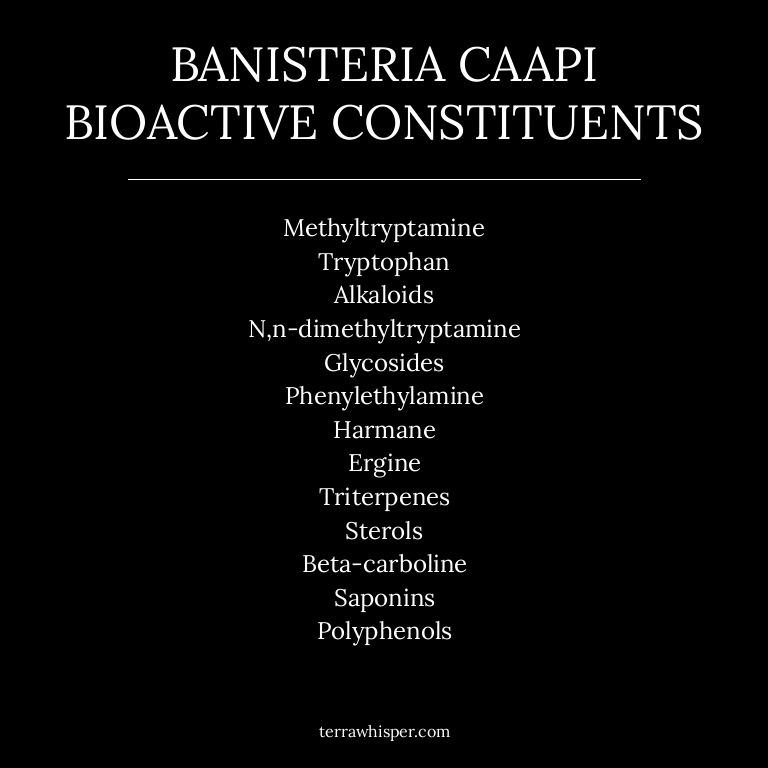 BANISTERIA CAAPI
BIOACTIVE CONSTITUENTS
Methyltryptamine
Tryptophan
Alkaloids
N,n-dimethyltryptamine
Glycosides
Phenylethylamine
Harmane
Ergine
Triterpenes
Sterols
Beta-carboline
Saponins
Polyphenols
terrawhisper.com